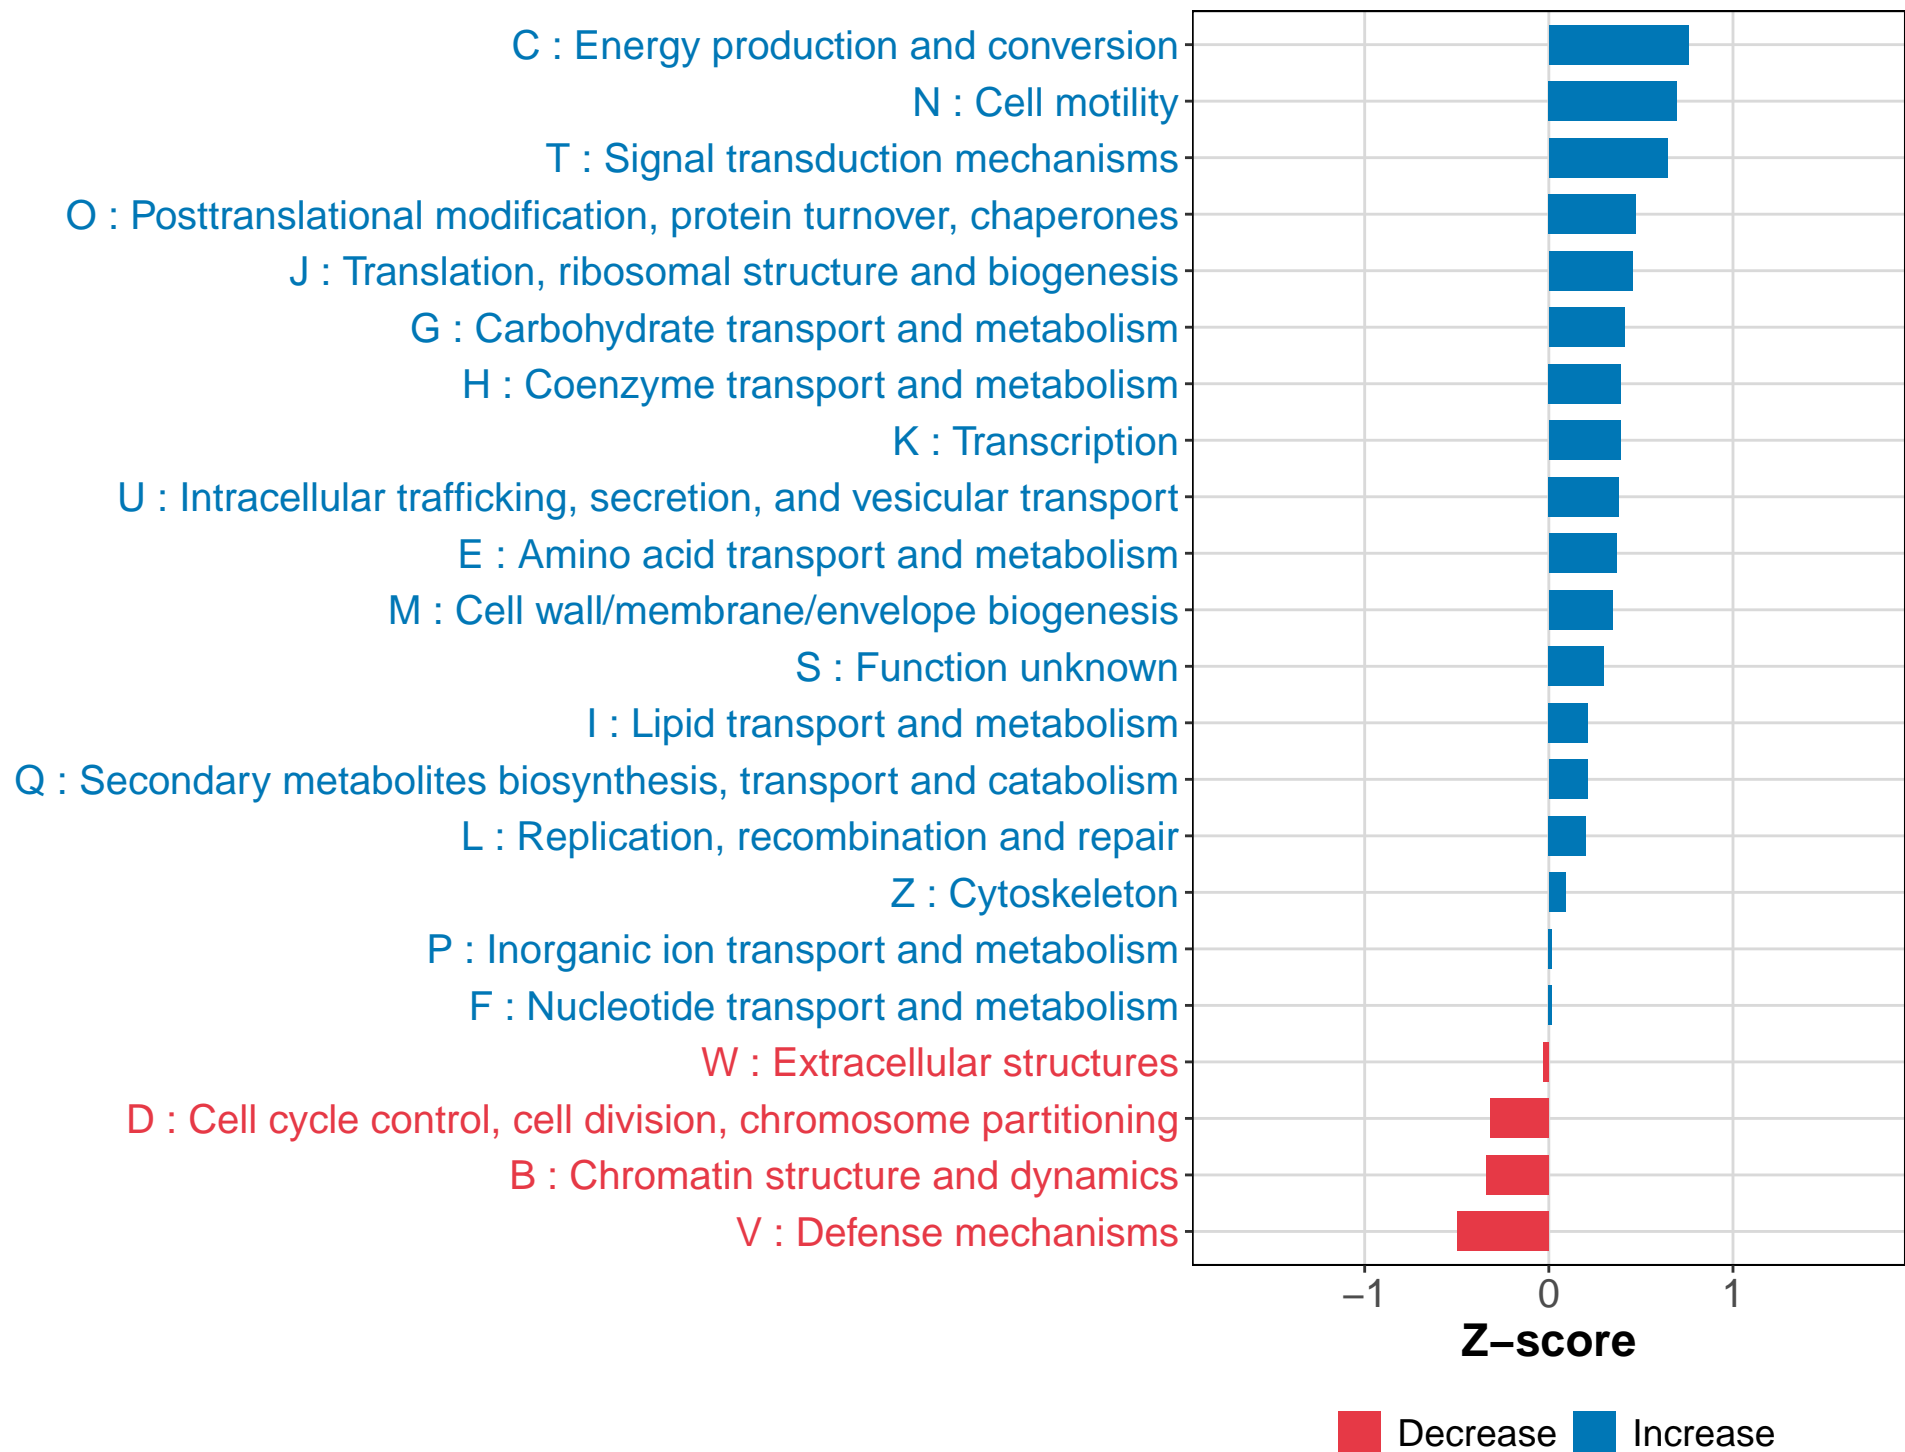 C : Energy production and conversion
N : Cell motility
T : Signal transduction mechanisms
O : Posttranslational modification, protein turnover, chaperones
J : Translation, ribosomal structure and biogenesis
G : Carbohydrate transport and metabolism
H : Coenzyme transport and metabolism
K : Transcription
U : Intracellular trafficking, secretion, and vesicular transport
E : Amino acid transport and metabolism
M : Cell wall/membrane/envelope biogenesis
S : Function unknown
I : Lipid transport and metabolism
Q : Secondary metabolites biosynthesis, transport and catabolism
L : Replication, recombination and repair
Z : Cytoskeleton
P : Inorganic ion transport and metabolism
F : Nucleotide transport and metabolism
W : Extracellular structures
D : Cell cycle control, cell division, chromosome partitioning
B : Chromatin structure and dynamics
V : Defense mechanisms
−1 0 1
Z−score
Decrease Increase